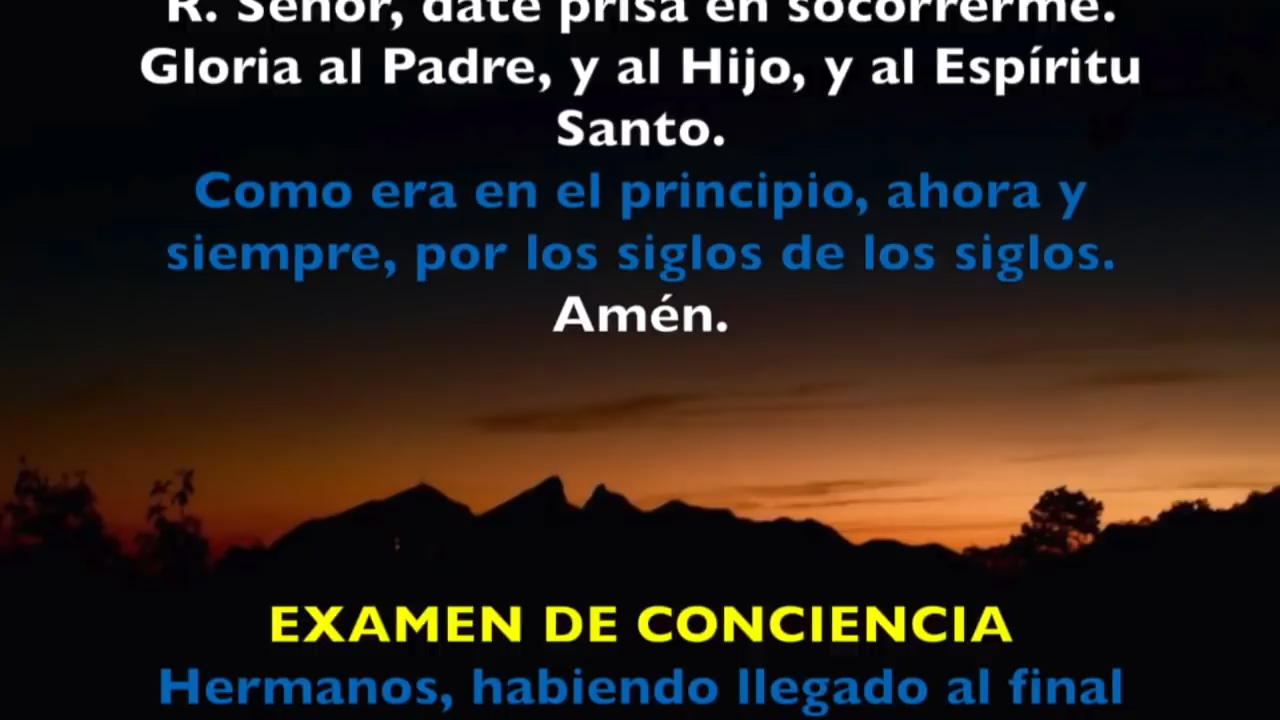 R. Señor, date prisa en socorrerme.
Gloria al Padre, y al Hijo, y al Espíritu
Santo.
Como era en el principio, ahora y
siempre, por los siglos de los siglos.
Amén.
EXAMEN DE CONCIENCIA
Hermanos, habiendo llegado al final